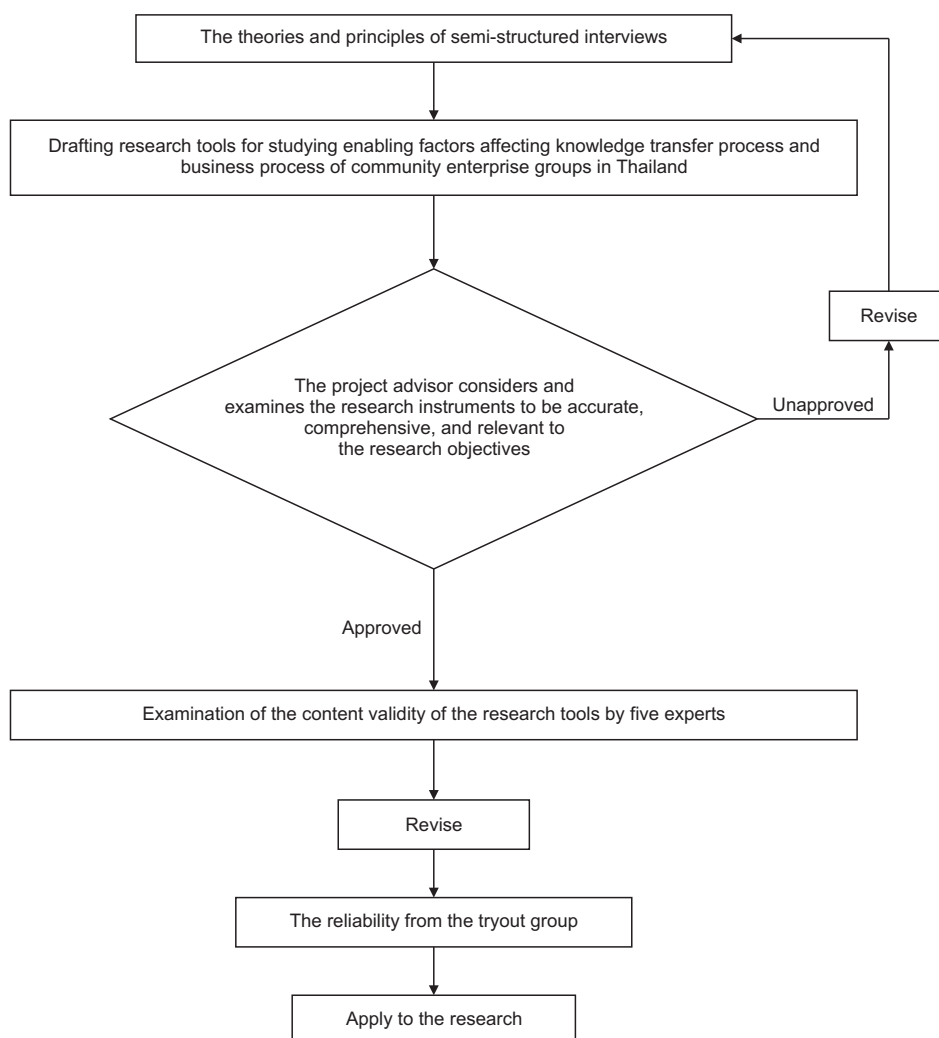 The theories and principles of semi-structured interviews
Drafting research tools for studying enabling factors affecting knowledge transfer process and
business process of community enterprise groups in Thailand
Revise
The project advisor considers and
examines the research instruments to be accurate,
comprehensive, and relevant to
the research objectives
Unapproved
Approved
Examination of the content validity of the research tools by five experts
Revise
The reliability from the tryout group
Apply to the research